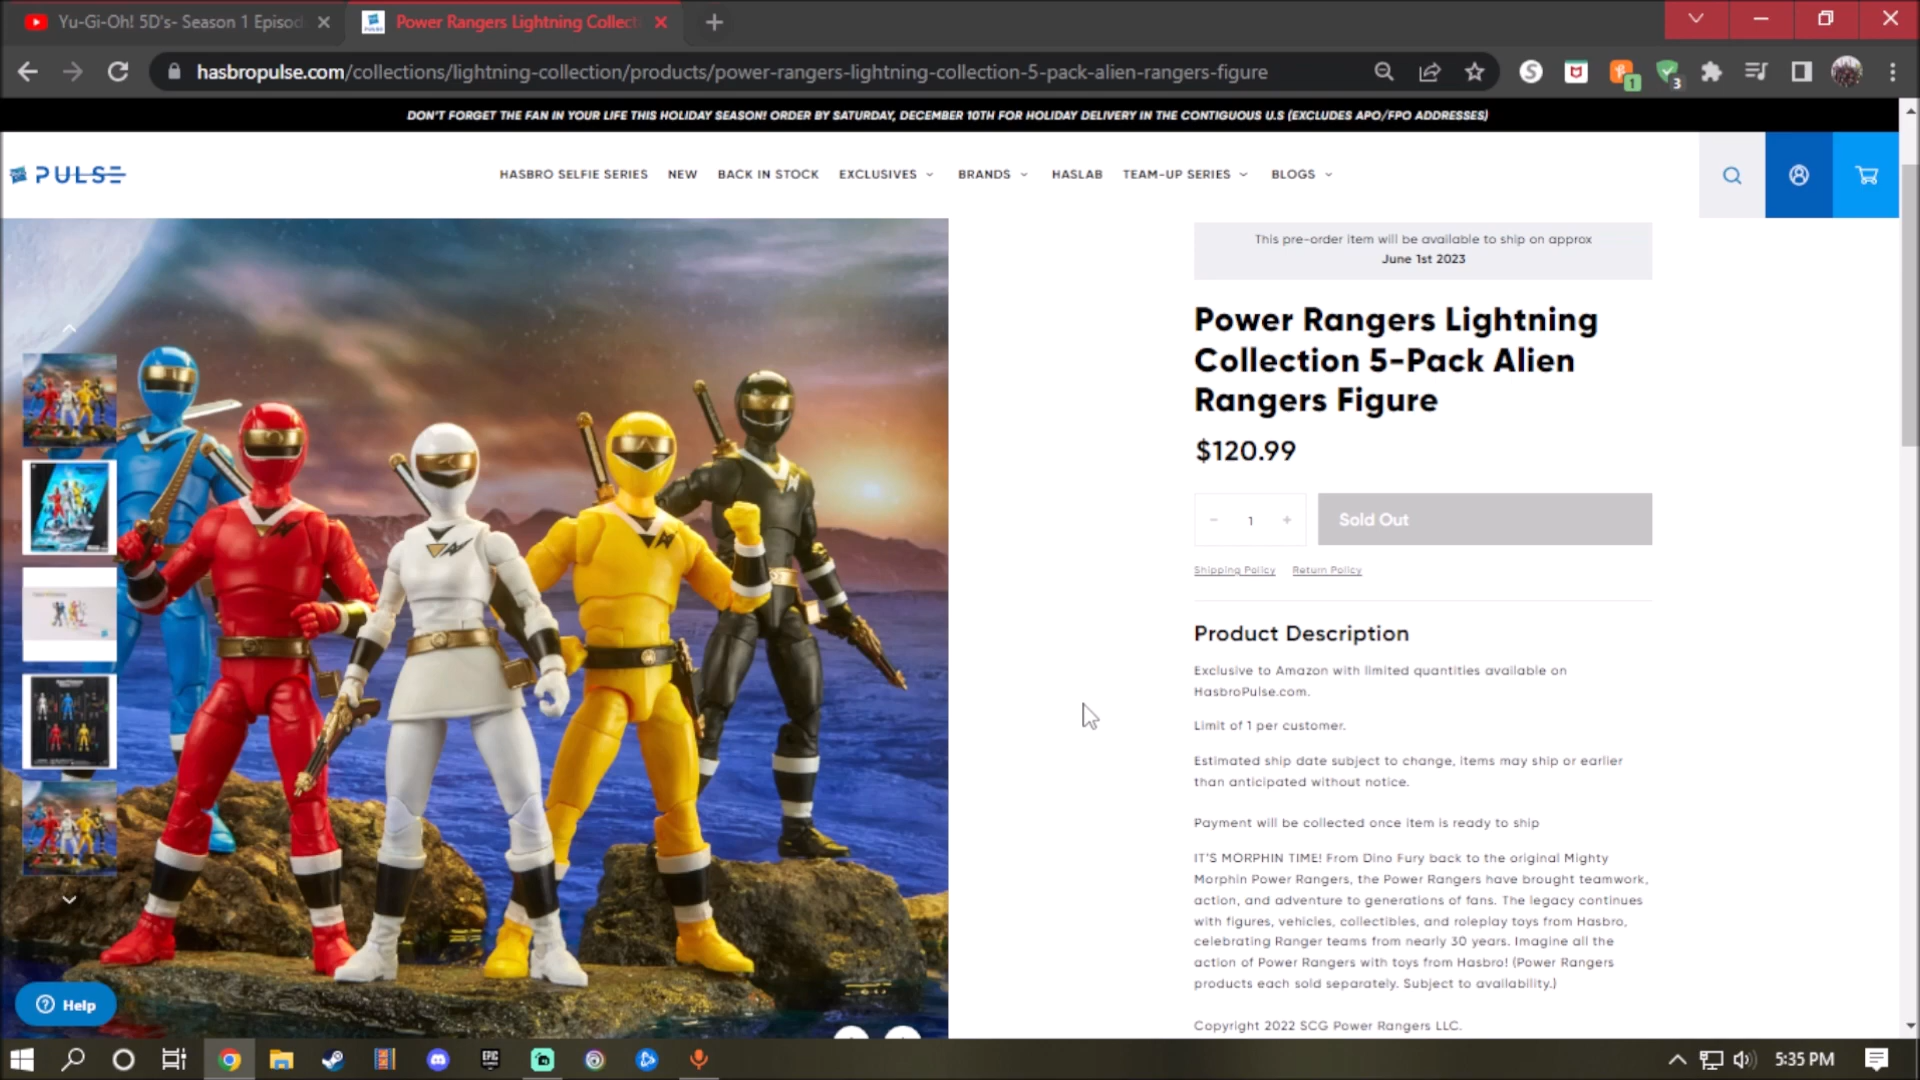 Yu-Gi-Oh! 5D's- Season 1 Episod
Power Rangers Lightning Collect
hasbropulse.com/collections/lightning-collection/products/power-rangers-lightning-collection-5-pack-alien-rangers-figure
1
3
DON'T FORGET THE FAN IN YOUR LIFE THIS HOLIDAY SEASON! ORDER BY SATURDAY, DECEMBER 10TH FOR HOLIDAY DELIVERY IN THE CONTIGUOUS U.S (EXCLUDES APO/FPO ADDRESSES)
PULSE
HASBRO SELFIE SERIES NEW BACK IN STOCK EXCLUSIVES BRANDS HASLAB TEAM-UP SERIES BLOGS
This pre-order item will be available to ship on approx
June 1st 2023
Power Rangers Lightning
Collection 5-Pack Alien
Rangers Figure
$120.99
- 1 + Sold Out
Shipping Policy Return Policy
Product Description
Exclusive to Amazon with limited quantities available on
HasbroPulse.com.
Limit of 1 per customer.
Estimated ship date subject to change, items may ship or earlier
than anticipated without notice.
Payment will be collected once item is ready to ship
IT'S MORPHIN TIME! From Dino Fury back to the original Mighty
Morphin Power Rangers, the Power Rangers have brought teamwork,
action, and adventure to generations of fans. The legacy continues
with figures, vehicles, collectibles, and roleplay toys from Hasbro,
celebrating Ranger teams from nearly 30 years. Imagine all the
action of Power Rangers with toys from Hasbro! (Power Rangers
products each sold separately. Subject to availability.)
Copyright 2022 SCG Power Rangers LLC.
Help
EPIC
5:35 PM